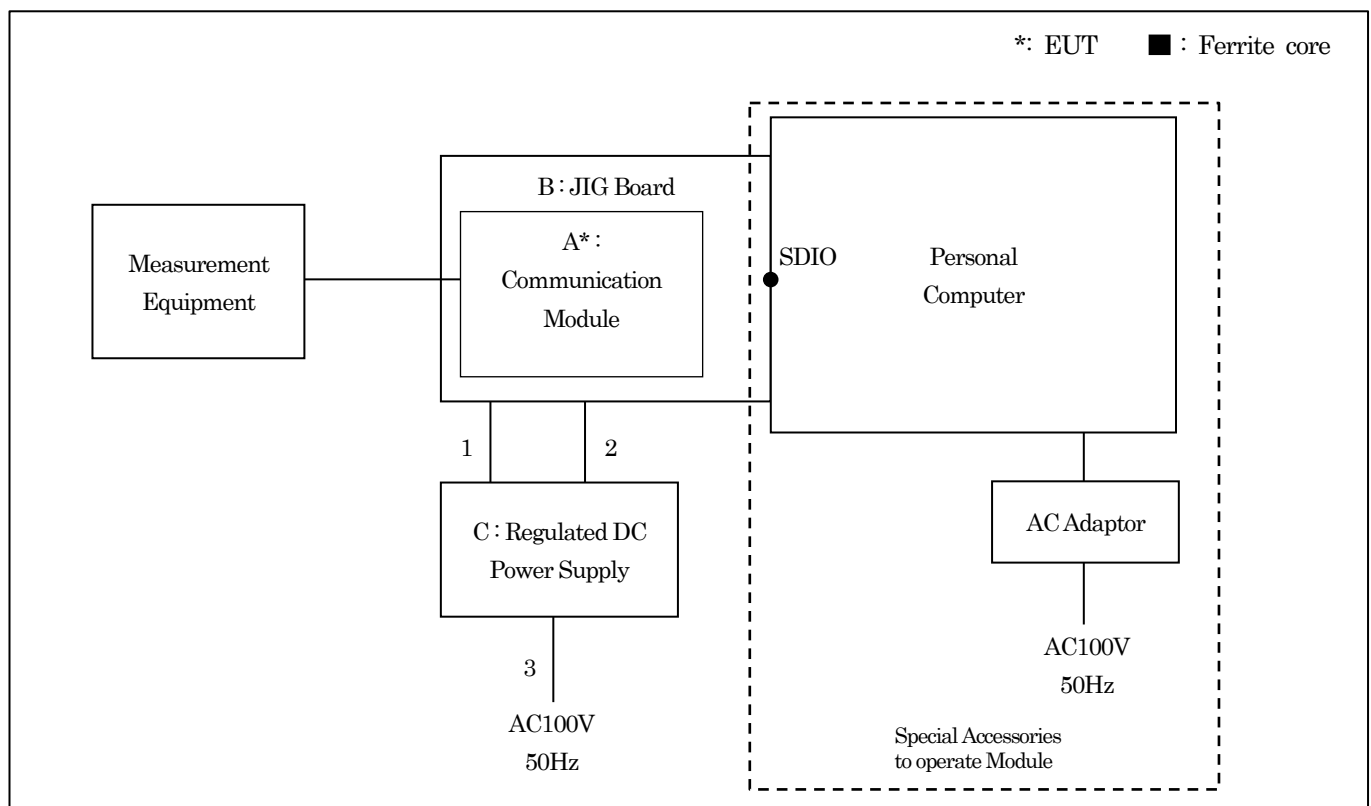 *: EUT ■ : Ferrite core
B : JIG Board
A* :
Communication
Module
Measurement
Equipment
SDIO
Personal
Computer
1
2
C : Regulated DC
Power Supply
AC Adaptor
3
AC100V
50Hz
AC100V
50Hz
Special Accessories
to operate Module